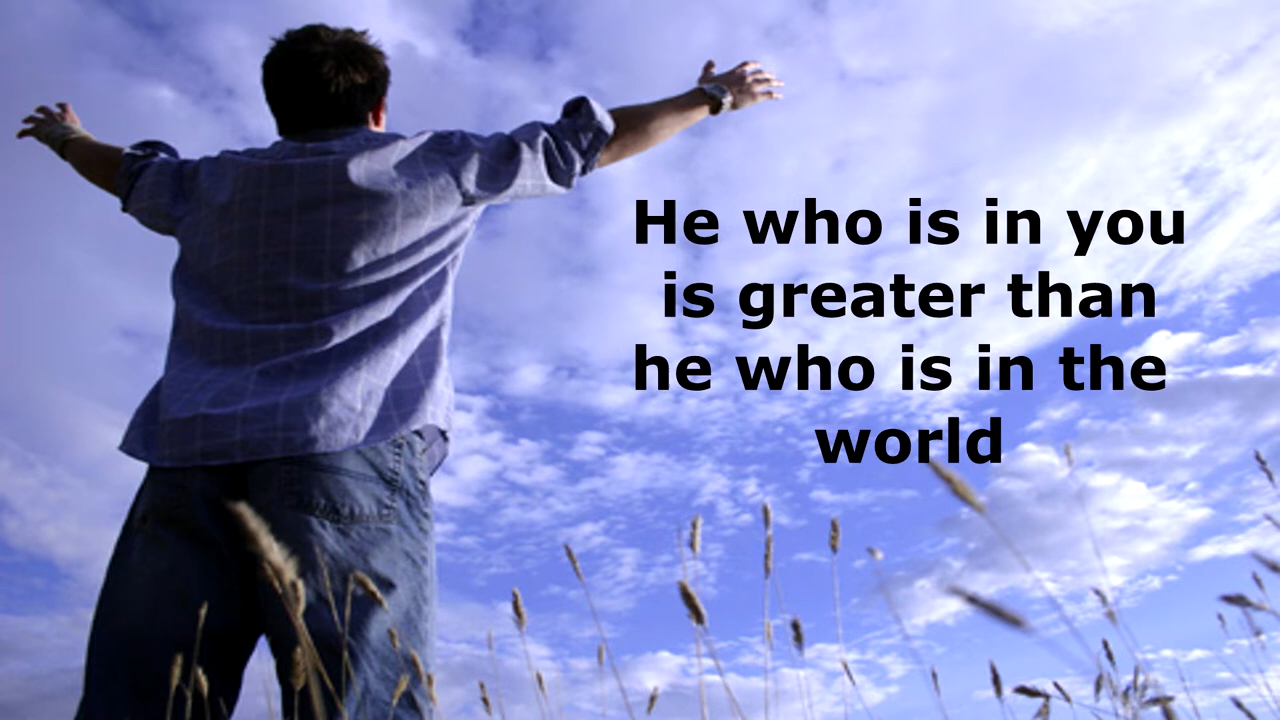 He who is in you
is greater than
he who is in the
world